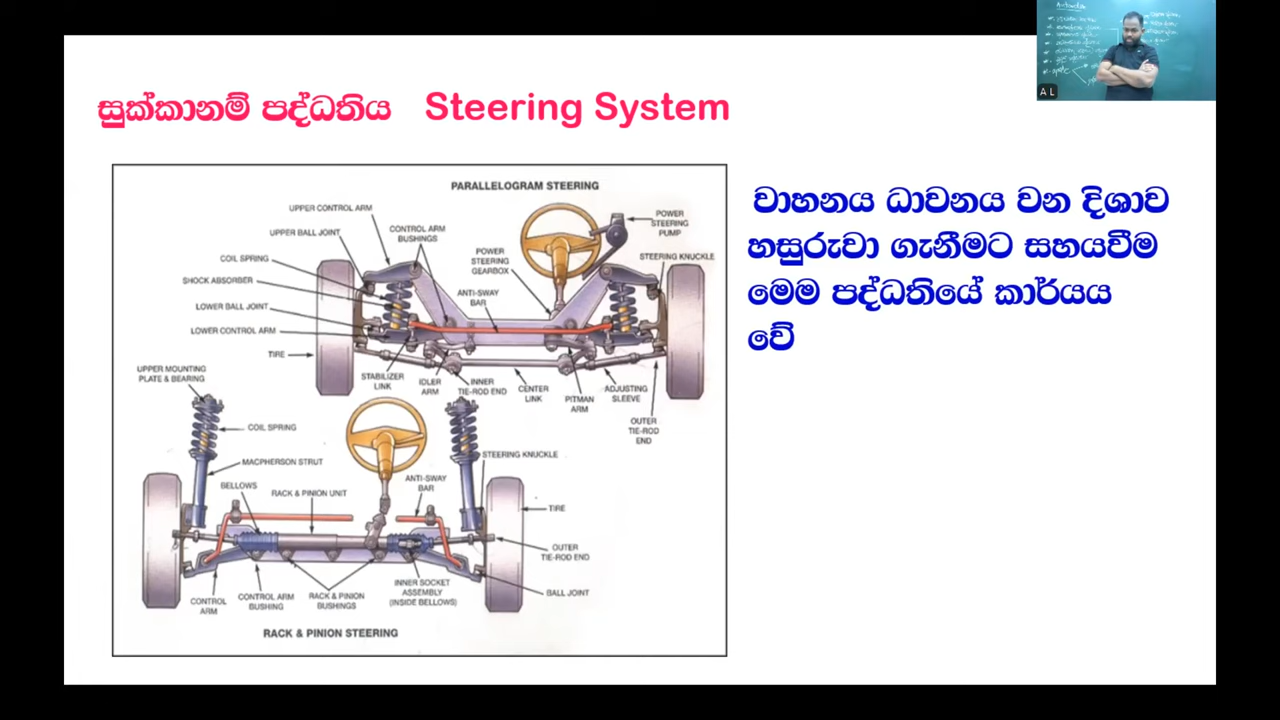 සුක්කානම් පද්ධතිය Steering System
PARALLELOGRAM STEERING
UPPER CONTROL ARM
UPPER BALL JOINT
CONTROL ARM
BUSHINGS
COIL SPRING
SHOCK ABSORBER
LOWER BALL JOINT
LOWER CONTROL ARM
TIRE
POWER
STEERING
GEARBOX
ANTI-SWAY
BAR
POWER
STEERING
PUMP
STEERING KNUCKLE
STABILIZER
LINK
IDLER
ARM
INNER
TIE-ROD END
CENTER
LINK
PITMAN
ARM
ADJUSTING
SLEEVE
OUTER
TIE-ROD
END
UPPER MOUNTING
PLATE & BEARING
COIL SPRING
MACPHERSON STRUT
BELLOWS
RACK & PINION UNIT
ANTI-SWAY
BAR
STEERING KNUCKLE
TIRE
OUTER
TIE-ROD END
BALL JOINT
CONTROL
ARM
CONTROL ARM
BUSHING
RACK & PINION
BUSHINGS
INNER SOCKET
ASSEMBLY
(INSIDE BELLOWS)
RACK & PINION STEERING
වාහනය ධාවනය වන දිශාව
හසුරුවා ගැනීමට සහයවීම
මෙම පද්ධතියේ කාර්යය
වේ
A L